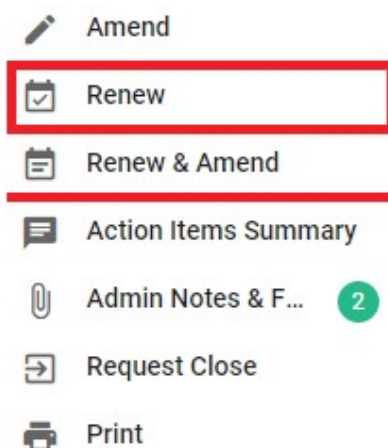 Amend
Renew
Renew & Amend
Action Items Summary
Admin Notes & F... 2
Request Close
Print